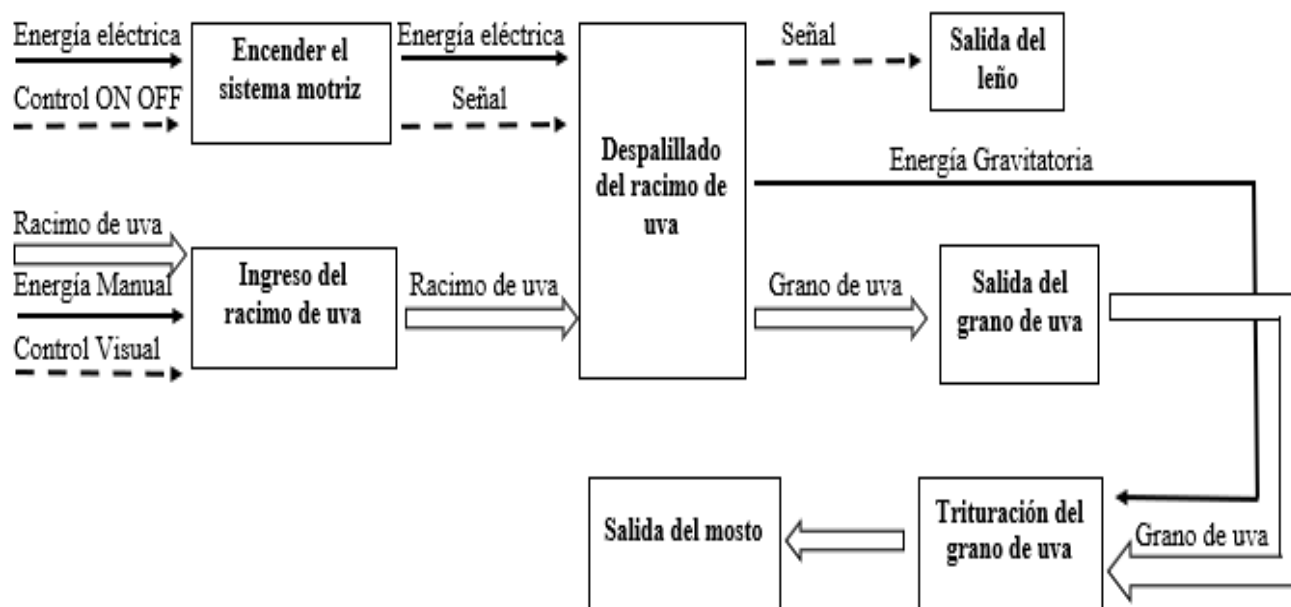 Energía eléctrica
Control ON OFF
Encender el
sistema motriz
Energía eléctrica
Señal
Señal
Salida del
leño
Despalillado
del racimo de
uva
Energía Gravitatoria
Racimo de uva
Energía Manual
Control Visual
Ingreso del
racimo de uva
Racimo de uva
Grano de uva
Salida del
grano de uva
Salida del mosto
Trituración del
grano de uva
Grano de uva